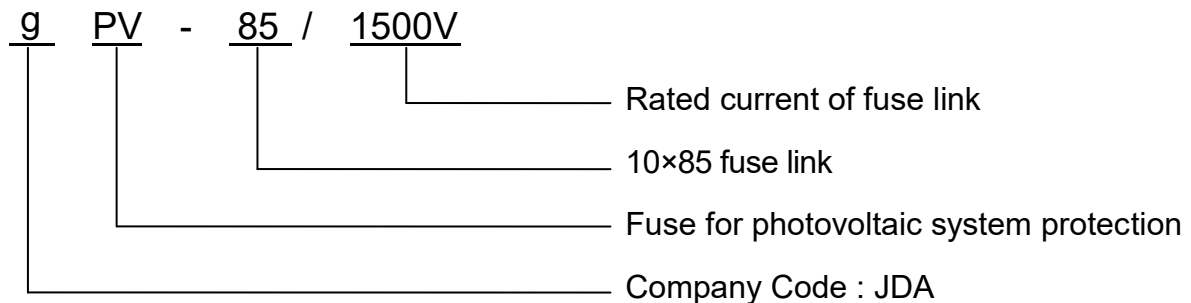 g PV - 85 / 1500V
Rated current of fuse link
10×85 fuse link
Fuse for photovoltaic system protection
Company Code : JDA